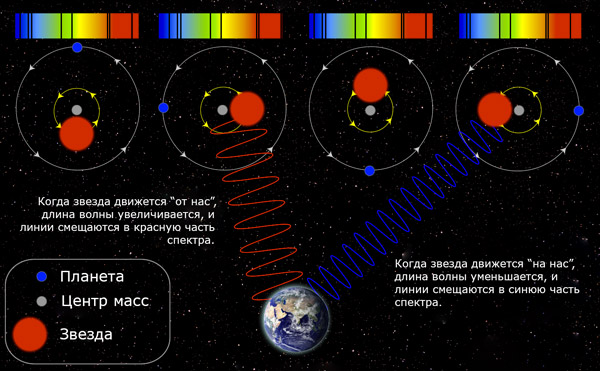 Когда звезда движется “от нас”,
длина волны увеличивается, и
линии смещаются в красную часть
спектра.
Когда звезда движется “на нас”,
длина волны уменьшается, и
линии смещаются в синюю часть
спектра.
Планета
Центр масс
Звезда